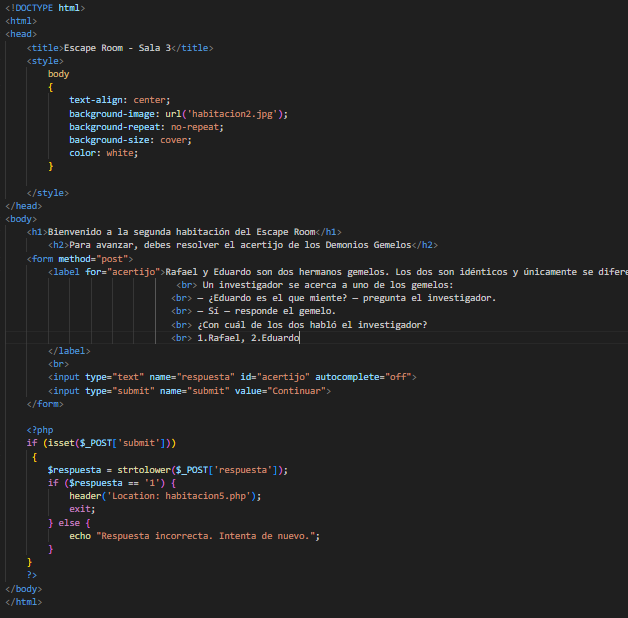 <!DOCTYPE html>
<html>
<head>
<title>Escape Room - Sala 3</title>
<style>
body
{
text-align: center;
background-image: url('habitacion2.jpg');
background-repeat: no-repeat;
background-size: cover;
color: white;
}
</style>
</head>
<body>
<h1>Bienvenido a la segunda habitación del Escape Room</h1>
<h2>Para avanzar, debes resolver el acertijo de los Demonios Gemelos</h2>
<form method="post">
<label for="acertijo">Rafael y Eduardo son dos hermanos gemelos. Los dos son idénticos y únicamente se difere
<br> Un investigador se acerca a uno de los gemelos:
<br> — ¿Eduardo es el que miente? — pregunta el investigador.
<br> — Sí — responde el gemelo.
<br> ¿Con cuál de los dos habló el investigador?
<br> 1.Rafael, 2.Eduardo
</label>
<br>
<input type="text" name="respuesta" id="acertijo" autocomplete="off">
<input type="submit" name="submit" value="Continuar">
</form>
<?php
if (isset($_POST['submit']))
{
$respuesta = strtolower($_POST['respuesta']);
if ($respuesta == '1') {
header('Location: habitacion5.php');
exit;
} else {
echo "Respuesta incorrecta. Intenta de nuevo.";
}
}
?>
</body>
</html>